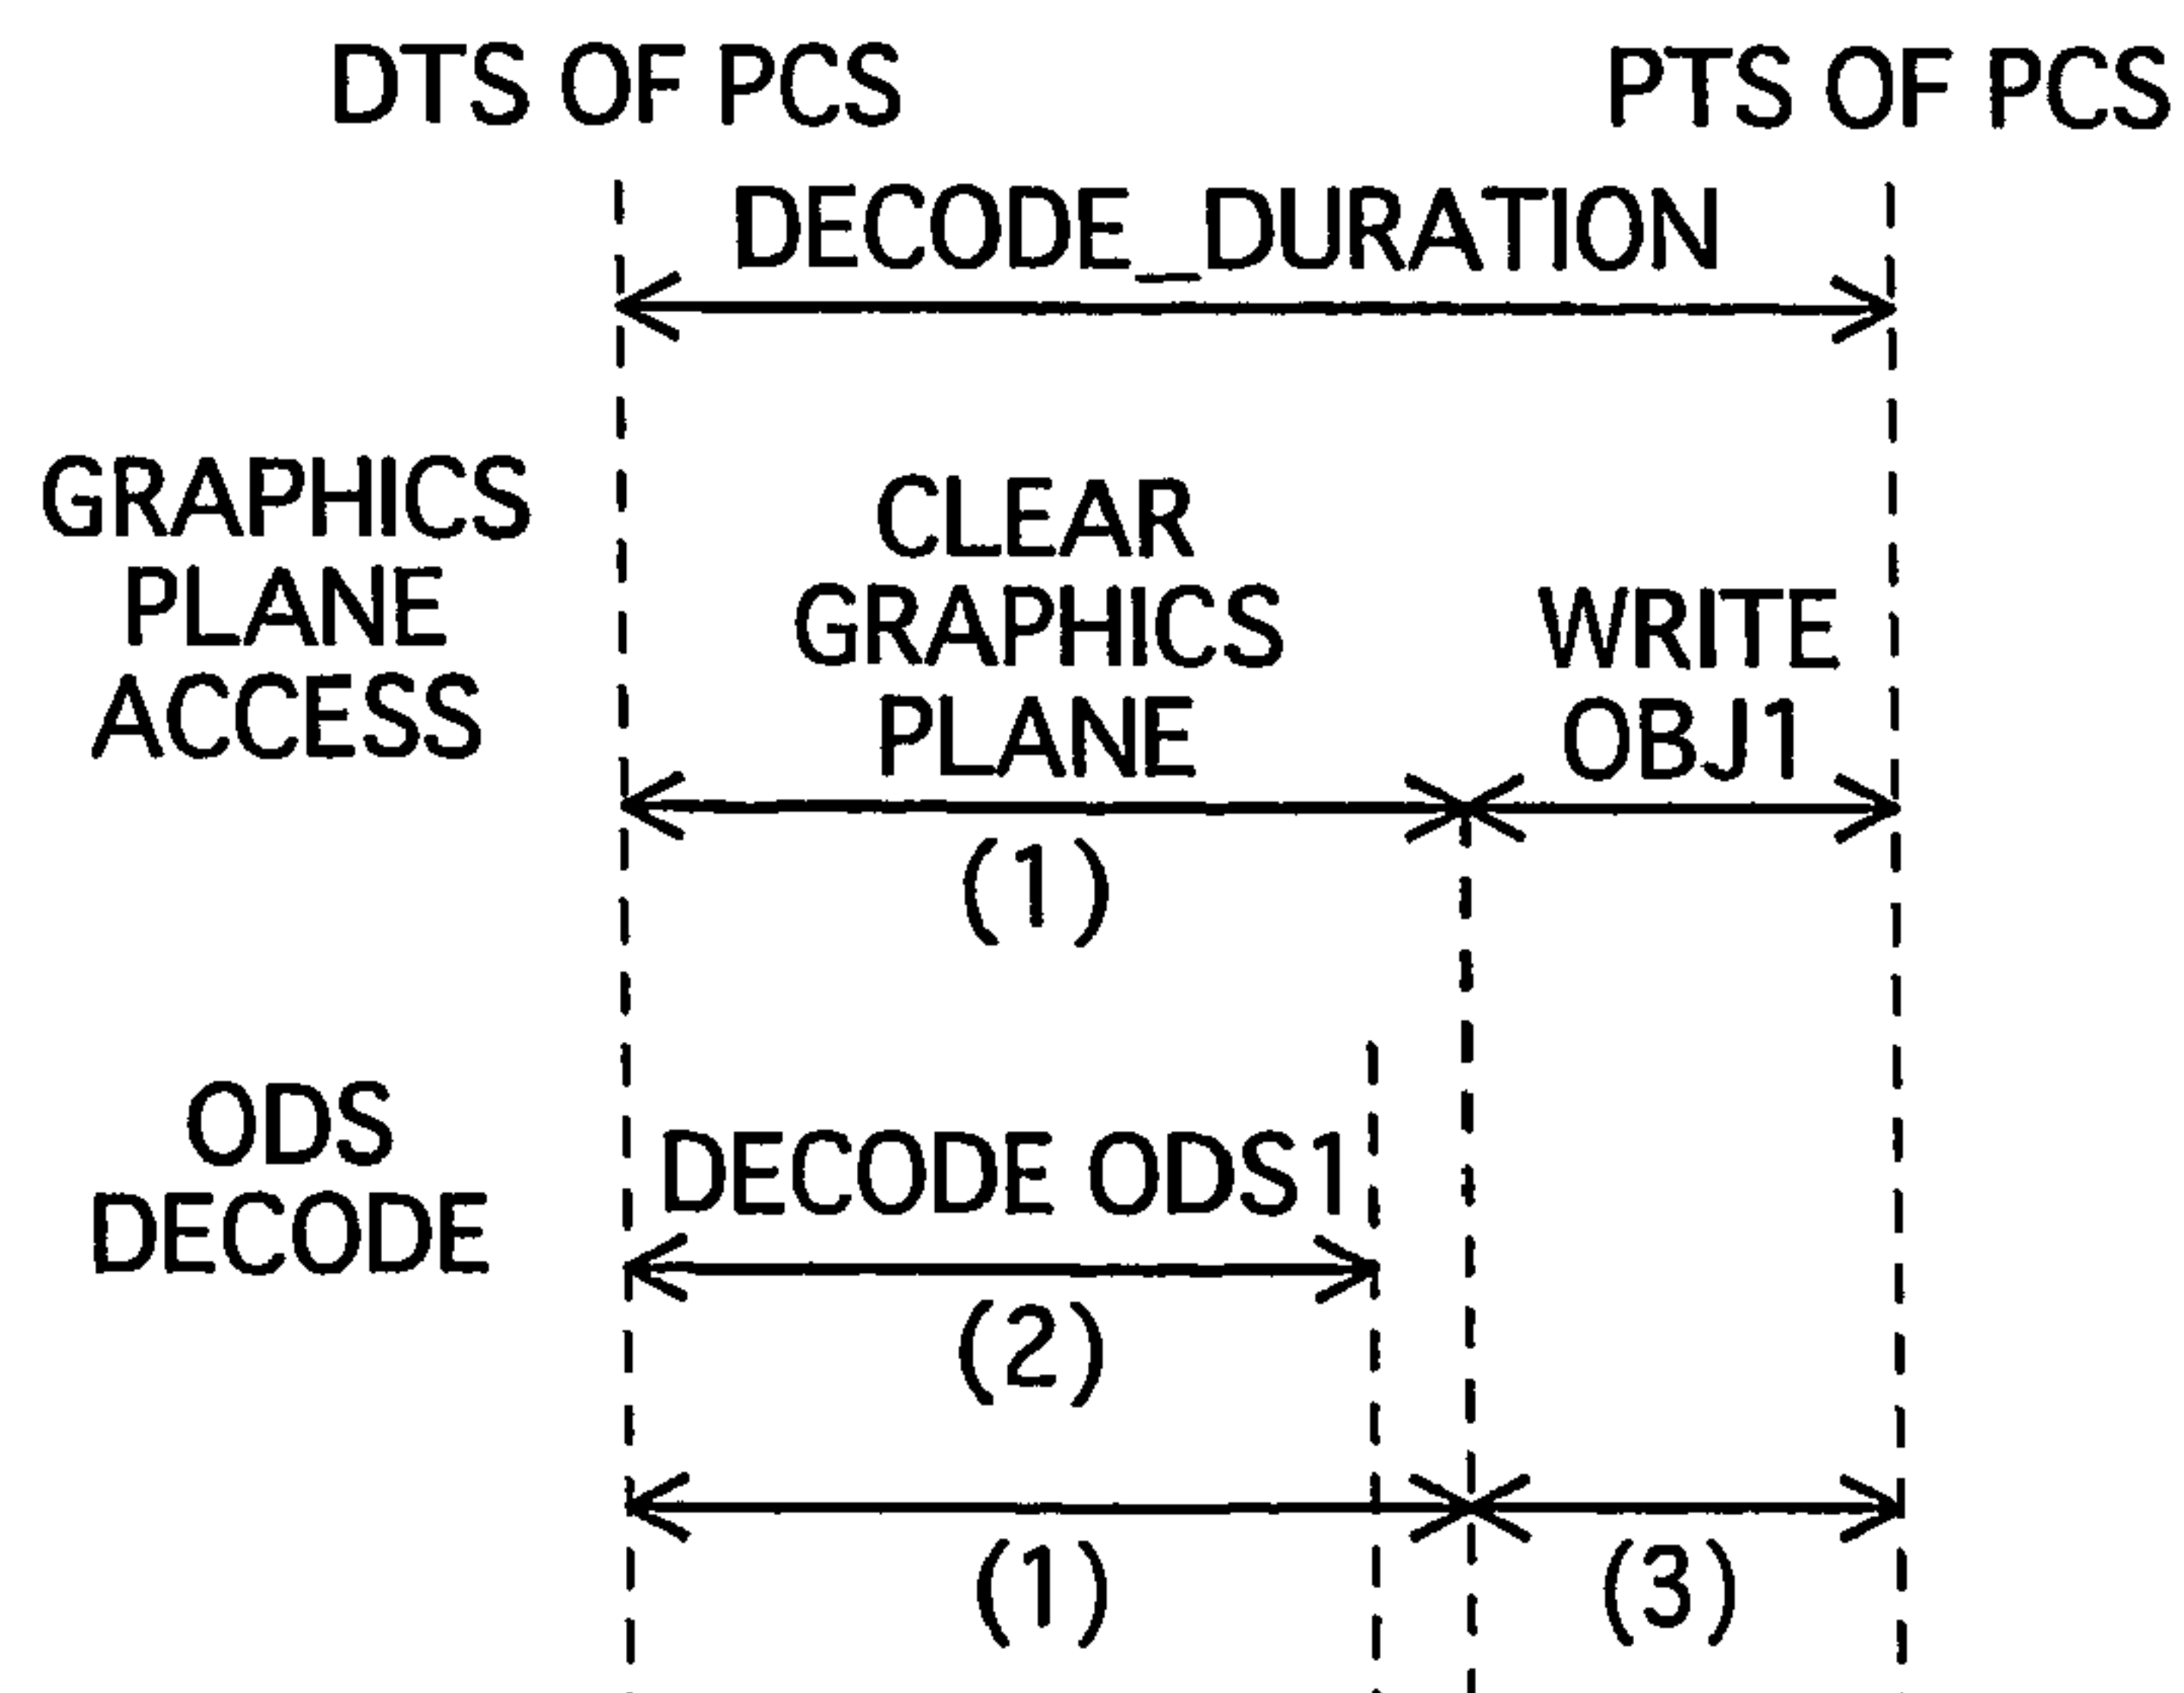 DTS OF PCS
PTS OF PCS
DECODE_DURATION
GRAPHICS
PLANE
ACCESS
CLEAR
GRAPHICS
PLANE
WRITE
OBJ1
(1)
ODS
DECODE
DECODE ODS1
(2)
(1)
(3)